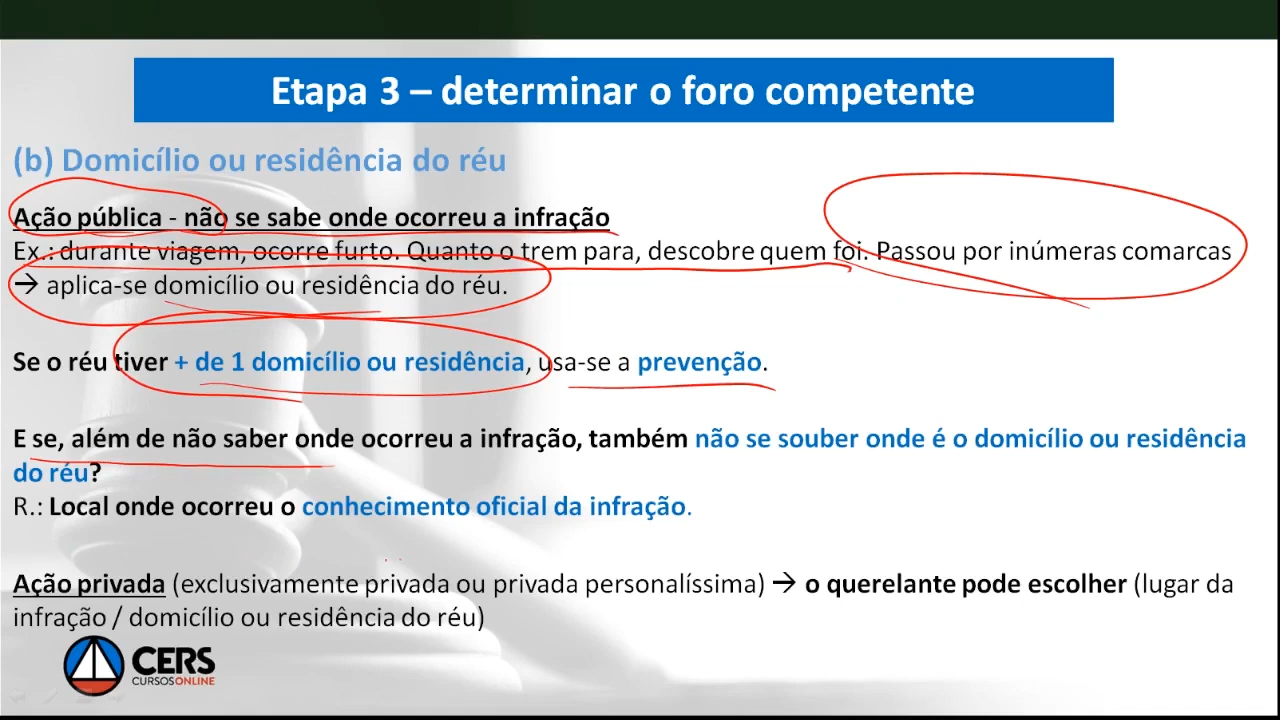 Etapa 3 – determinar o foro competente
(b) Domicílio ou residência do réu
Ação pública - não se sabe onde ocorreu a infração
Ex.: durante viagem, ocorre furto. Quanto o trem para, descobre quem foi. Passou por inúmeras comarcas
→ aplica-se domicílio ou residência do réu.
Se o réu tiver + de 1 domicílio ou residência, usa-se a prevenção.
E se, além de não saber onde ocorreu a infração, também não se souber onde é o domicílio ou residência
do réu?
R.: Local onde ocorreu o conhecimento oficial da infração.
Ação privada (exclusivamente privada ou privada personalíssima) → o querelante pode escolher (lugar da
infração / domicílio ou residência do réu)
CERS
CURSOS ONLINE